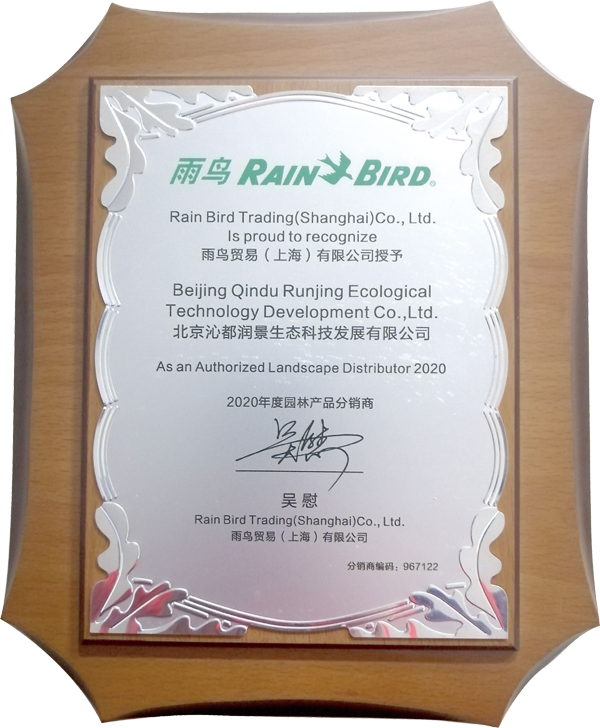 雨鸟 RAIN BIRD®
Rain Bird Trading(Shanghai)Co., Ltd.
Is proud to recognize
雨鸟贸易（上海）有限公司授予
Beijing Qindu Runjing Ecological
Technology Development Co.,Ltd.
北京沁都润景生态科技发展有限公司
As an Authorized Landscape Distributor 2020
2020年度园林产品分销商
吴慰
吴 慰
Rain Bird Trading(Shanghai)Co., Ltd.
雨鸟贸易（上海）有限公司
分销商编码：967122